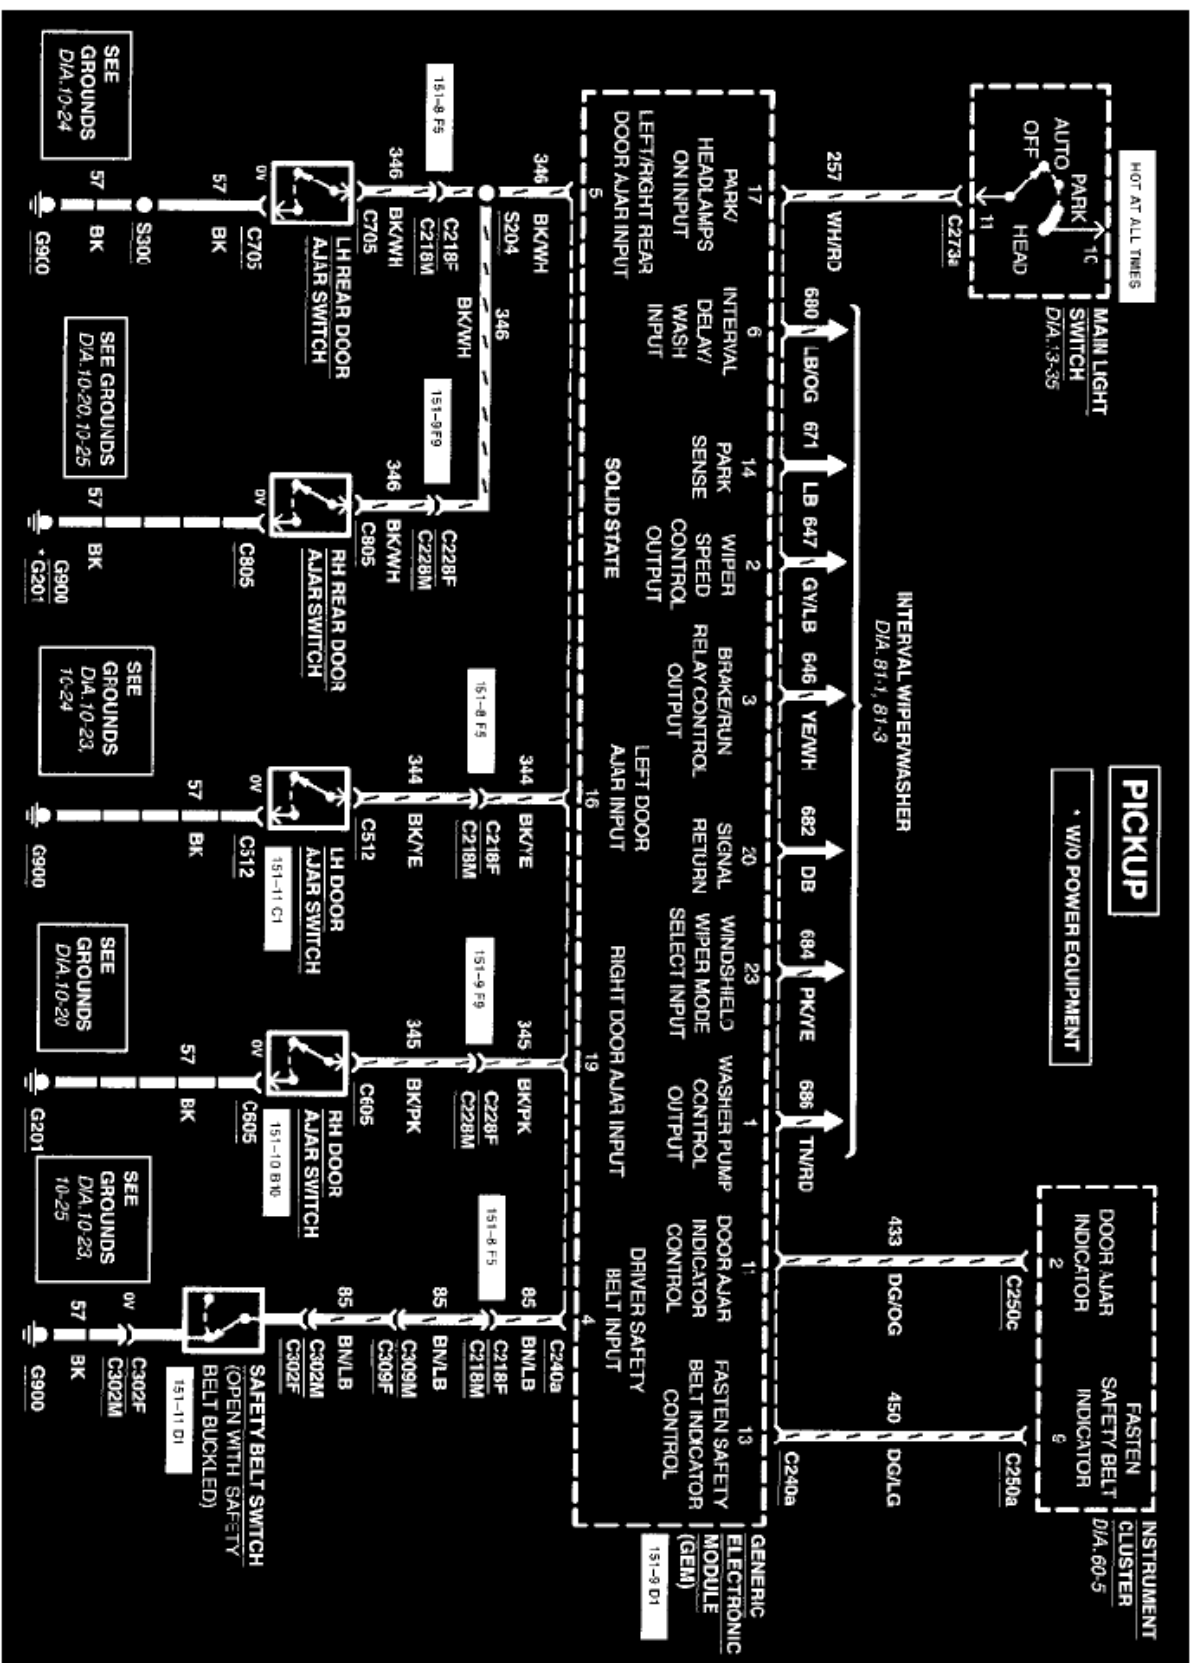 PICKUP
* W/O POWER EQUIPMENT
HOT AT ALL TIMES
MAIN LIGHT
SWITCH
DIA.13-35
AUTO
PARK
OFF
HEAD
11
10
C273a
257
WH/RD
INTERVAL WIPER/WASHER
DIA. 81-1, 81-3
680
LB/OG
671
LB
647
GY/LB
646
YE/WH
682
DB
684
PK/YE
686
TN/RD
INSTRUMENT
CLUSTER
DIA. 60-5
DOOR AJAR
INDICATOR
2
FASTEN
SAFETY BELT
INDICATOR
9
C250c
C250a
433
DG/OG
450
DG/LG
C240a
17
PARK/
HEADLAMPS
ON INPUT
6
INTERVAL
DELAY/
WASH
INPUT
14
PARK
SENSE
2
WIPER
SPEED
CONTROL
OUTPUT
3
BRAKE/RUN
RELAY CONTROL
OUTPUT
20
SIGNAL
RETURN
23
WINDSHIELD
WIPER MODE
SELECT INPUT
1
WASHER PUMP
CONTROL
OUTPUT
11
DOOR AJAR
INDICATOR
CONTROL
13
FASTEN SAFETY
BELT INDICATOR
CONTROL
GENERIC
ELECTRONIC
MODULE
(GEM)
151-9 D1
SOLID STATE
LEFT/RIGHT REAR
DOOR AJAR INPUT
5
LEFT DOOR
AJAR INPUT
16
RIGHT DOOR AJAR INPUT
19
DRIVER SAFETY
BELT INPUT
4
346
BK/WH
S204
151-8 F5
C218F
C218M
346
BK/WH
C705
LH REAR DOOR
AJAR SWITCH
0V
C705
57
BK
S300
57
BK
G900
SEE
GROUNDS
DIA.10-24
346
BK/WH
151-9 F9
C228F
C228M
346
BK/WH
C805
RH REAR DOOR
AJAR SWITCH
0V
C805
57
BK
G900
* G201
SEE GROUNDS
DIA.10-20,10-25
344
BK/YE
151-8 F5
C218F
C218M
344
BK/YE
C512
LH DOOR
AJAR SWITCH
151-11 C1
0V
C512
57
BK
G900
SEE
GROUNDS
DIA.10-23,
10-24
345
BK/PK
151-9 F9
C228F
C228M
345
BK/PK
C605
RH DOOR
AJAR SWITCH
151-10 B10
0V
C605
57
BK
G201
SEE
GROUNDS
DIA.10-20
C240a
85
BN/LB
151-8 F5
C218F
C218M
85
BN/LB
C309M
C309F
85
BN/LB
C302M
C302F
SAFETY BELT SWITCH
(OPEN WITH SAFETY
BELT BUCKLED)
151-11 D1
0V
C302F
C302M
57
BK
G900
SEE
GROUNDS
DIA.10-23,
10-25